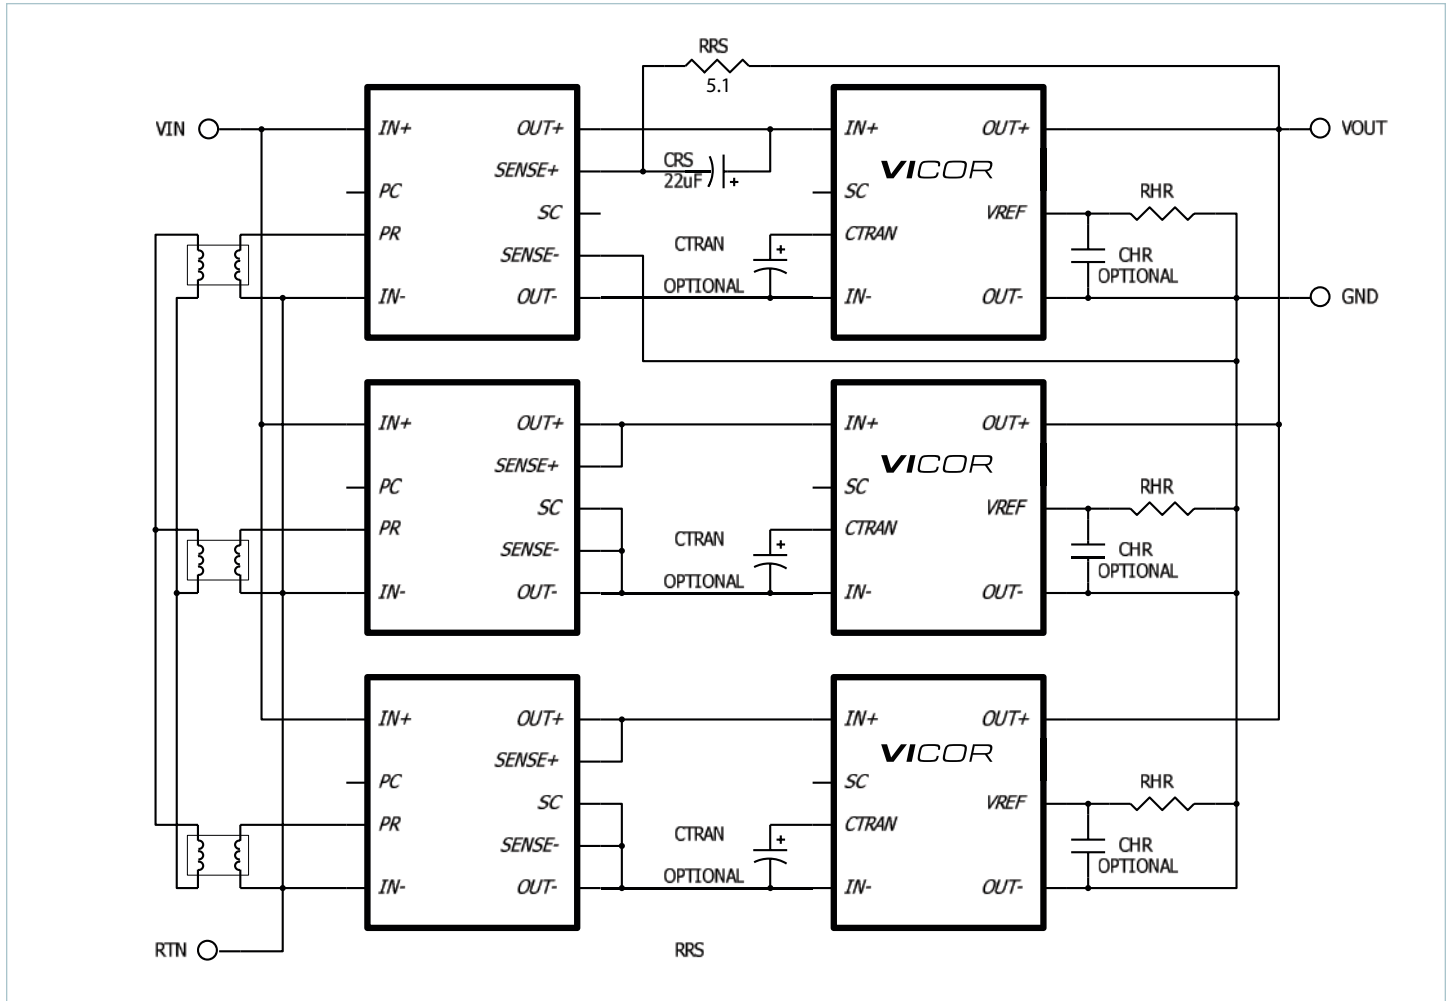 RRS
5.1
VIN
IN+
OUT+
IN+
OUT+
VOUT
SENSE+
CRS
22uF
+
VICOR
PC
SC
RHR
SC
VREF
PR
CTRAN
+
CTRAN
SENSE-
CHR
OPTIONAL
OPTIONAL
IN-
OUT-
IN-
OUT-
GND
IN+
OUT+
IN+
OUT+
SENSE+
VICOR
PC
SC
RHR
SC
VREF
PR
CTRAN
+
CTRAN
SENSE-
CHR
OPTIONAL
OPTIONAL
IN-
OUT-
IN-
OUT-
IN+
OUT+
IN+
OUT+
SENSE+
VICOR
PC
SC
RHR
SC
VREF
PR
CTRAN
+
CTRAN
SENSE-
CHR
OPTIONAL
OPTIONAL
IN-
OUT-
IN-
OUT-
RTN
RRS